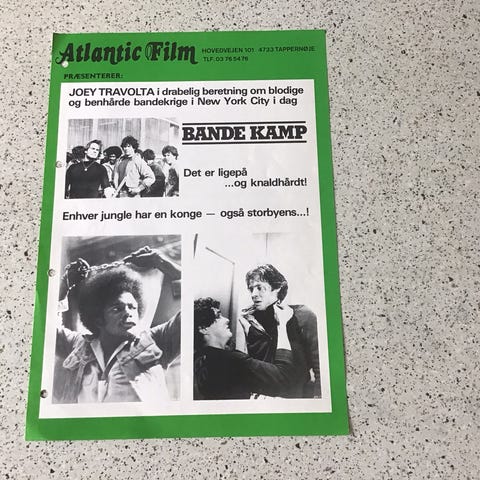 Atlantic Film HOVEDVEJEN 101 4733 TAPPERNØJE
TLF. 03 76 54 76
PRÆSENTERER:
JOEY TRAVOLTA i drabelig beretning om blodige
og benhårde bandekrige i New York City i dag
BANDE KAMP
Det er ligepå
...og knaldhårdt!
Enhver jungle har en konge — også storbyens...!